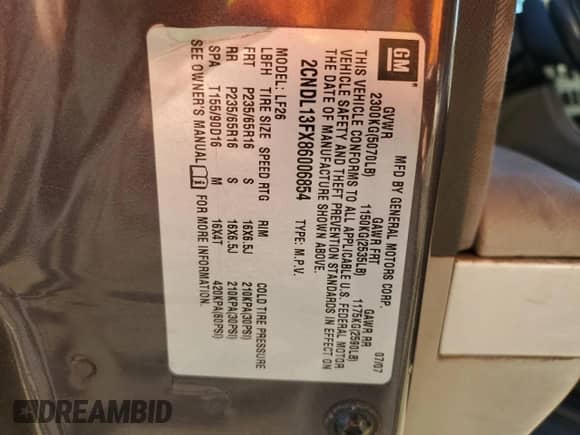 GM
MFD BY GENERAL MOTORS CORP. 07/07
GVWR GAWR FRT GAWR RR
2300KG(5070LB) 1150KG(2535LB) 1175KG(2590LB)
THIS VEHICLE CONFORMS TO ALL APPLICABLE U.S. FEDERAL MOTOR
VEHICLE SAFETY AND THEFT PREVENTION STANDARDS IN EFFECT ON
THE DATE OF MANUFACTURE SHOWN ABOVE.
2CNDL13FX86006854 TYPE: M.P.V.
MODEL: LF26
LBFH TIRE SIZE SPEED RTG RIM COLD TIRE PRESSURE
FRT P235/65R16 S 16X6.5J 210KPA(30PSI)
RR P235/65R16 S 16X6.5J 210KPA(30PSI)
SPA T155/90D16 M 16X4T 420KPA(60PSI)
SEE OWNER'S MANUAL FOR MORE INFORMATION.
DREAMBID